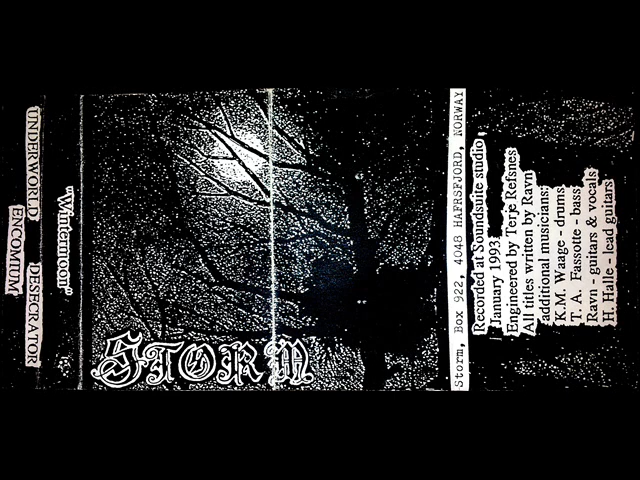 UNDERWORLD
ENCOMIUM
DESECRATOR
"Wintermoon"
STORM
Storm, Box 922, 4048 HAFRSFJORD, NORWAY
Recorded at Soundsuite studio,
January 1993
Engineered by Terje Refsnes
All titles written by Ravn
additional musicians:
K.M. Waage - drums
T. A. Fassotte - bass
Ravn - guitars & vocals
H. Halle - lead guitars